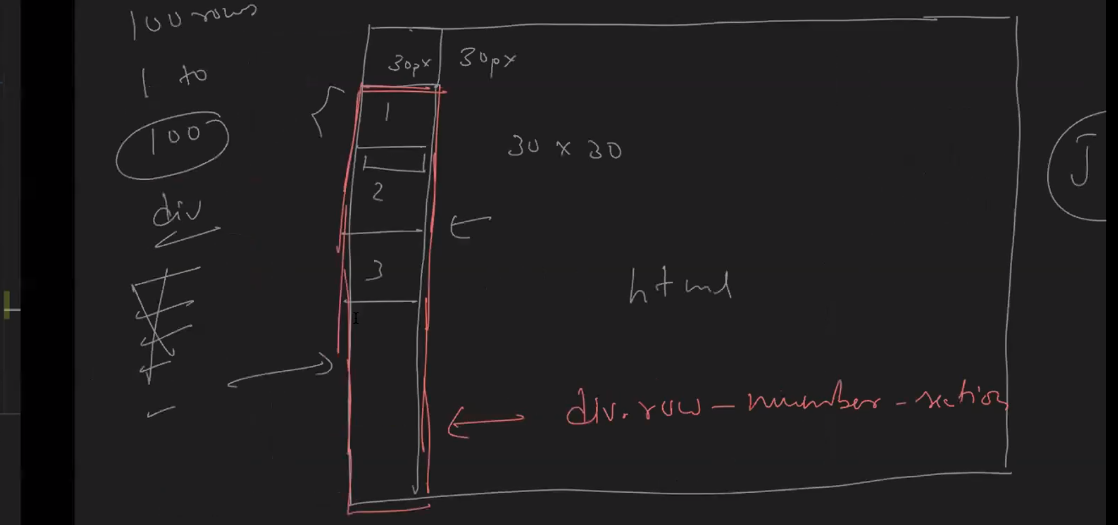 100 rows
1 to
100
div
30px
30px
1
30 x 30
2
3
html
div.row-number-section
J